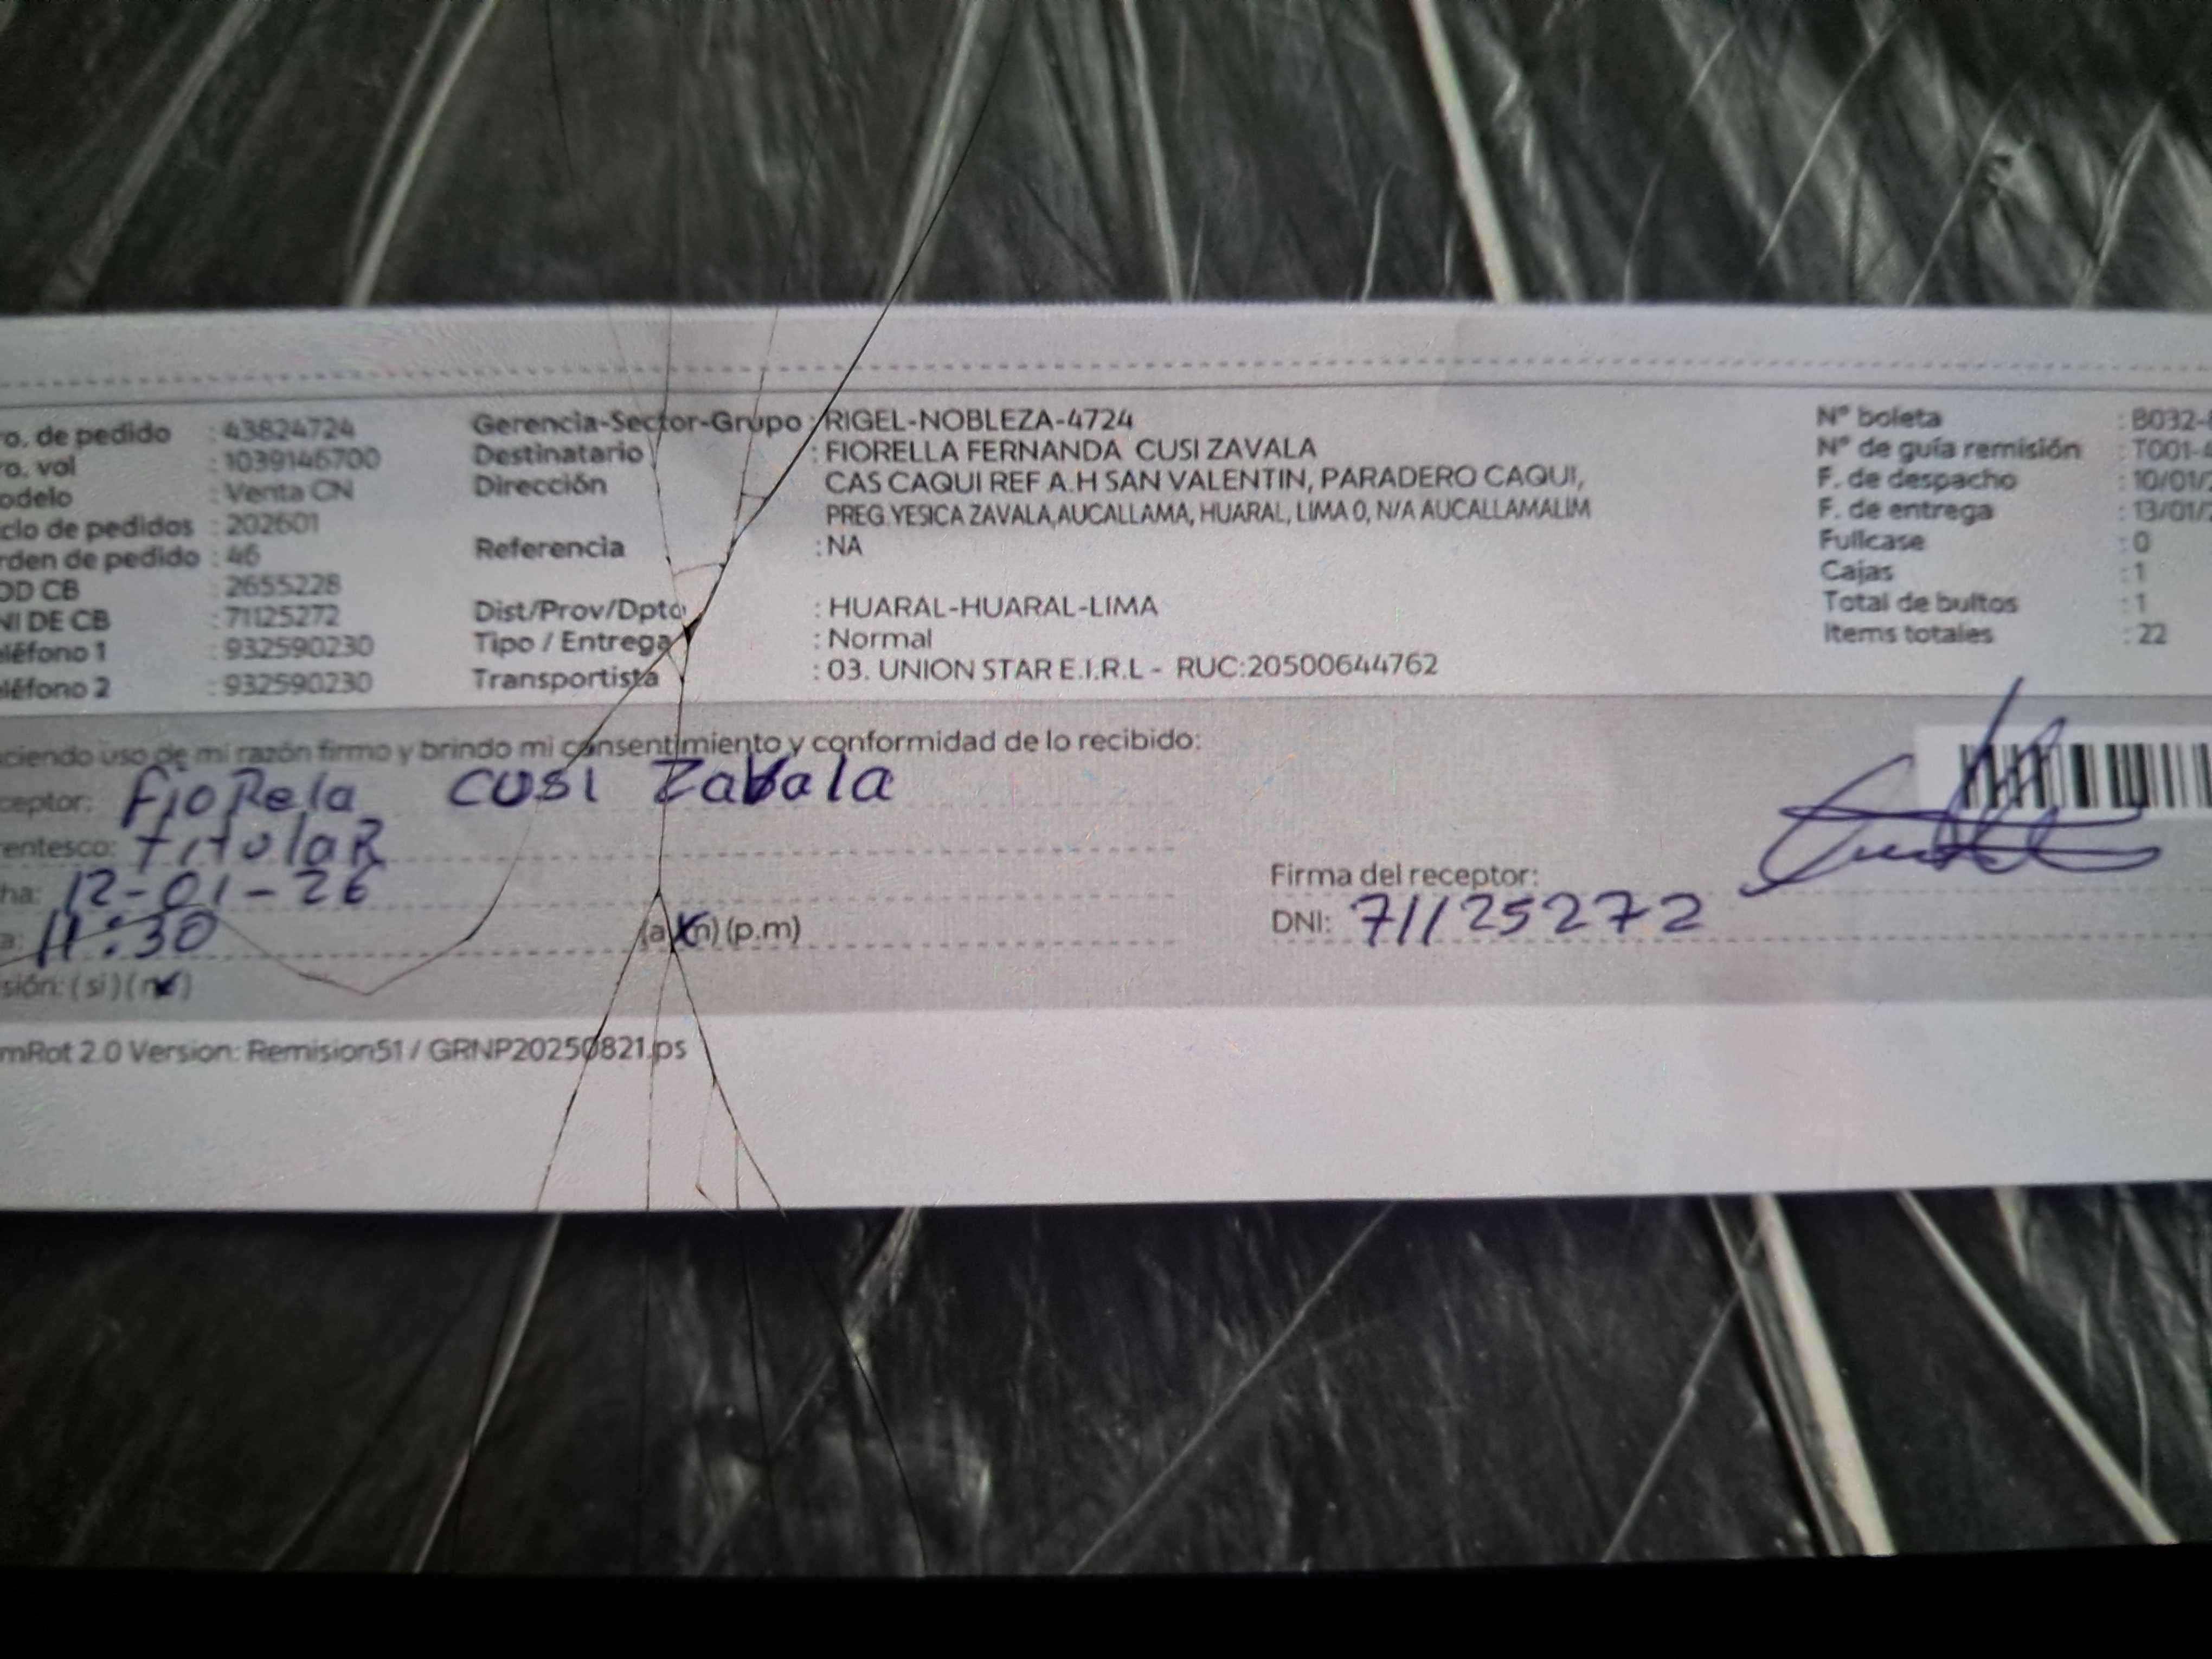 ro. de pedido : 43824724 Gerencia-Sector-Grupo : RIGEL-NOBLEZA-4724 N° boleta : B032-
ro. vol : 1039146700 Destinatario : FIORELLA FERNANDA CUSI ZAVALA N° de guía remisión : T001-4
odelo : Venta CN Dirección CAS CAQUI REF A.H SAN VALENTIN, PARADERO CAQUI, F. de despacho : 10/01/2
clo de pedidos : 202601 PREG.YESICA ZAVALA,AUCALLAMA, HUARAL, LIMA 0, N/A AUCALLAMALIM F. de entrega : 13/01/2
rden de pedido : 46 Referencia : NA Fullcase : 0
OD CB : 2655228 Cajas : 1
NI DE CB : 71125272 Dist/Prov/Dpto : HUARAL-HUARAL-LIMA Total de bultos : 1
eléfono 1 : 932590230 Tipo / Entrega : Normal Items totales : 22
eléfono 2 : 932590230 Transportista : 03. UNION STAR E.I.R.L - RUC:20500644762
ciendo uso de mi razón firmo y brindo mi consentimiento y conformidad de lo recibido:
ceptor: FioRela cusi Zavala
entesco: titulaR
ha: 12-01-26 Firma del receptor:
a: 11:30 (a.m) (p.m) DNI: 71125272
sión: (si) (no)
mRot 2.0 Version: Remision51 / GRNP20250821.ps